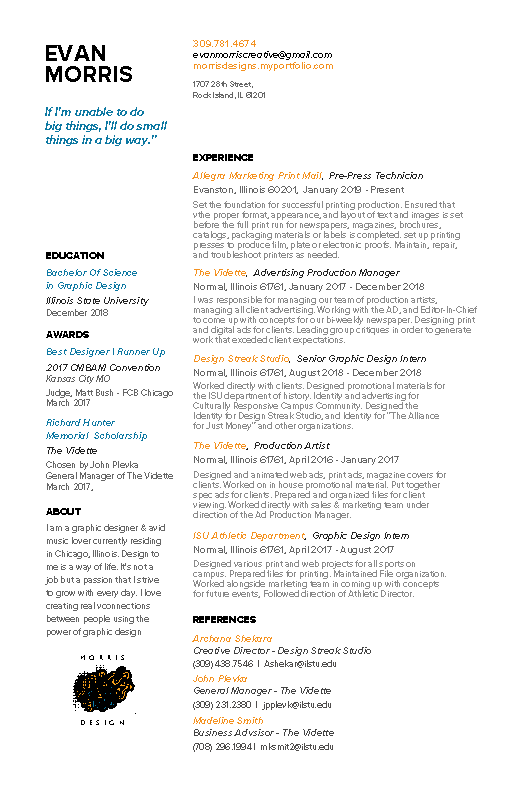 EVAN
MORRIS
If I'm unable to do
big things, I'll do small
things in a big way."
309.781.4674
evanmorriscreative@gmail.com
morrisdesigns.myportfolio.com
1707 28th Street,
Rock Island, IL 61201
EDUCATION
Bachelor Of Science
in Graphic Design
Illinois State University
December 2018
AWARDS
Best Designer | Runner Up
2017 CMBAM Convention
Kansas City MO
Judge, Matt Bush - FCB Chicago
March 2017
Richard Hunter
Memorial Scholarship
The Vidette
Chosen by John Plevka
General Manager of The Vidette
March 2017,
ABOUT
I am a graphic designer & avid
music lover currently residing
in Chicago, Illinois. Design to
me is a way of life. It's not a
job but a passion that I strive
to grow with every day. I love
creating real vconnections
between people using the
power of graphic design
MORRIS
DESIGN
EXPERIENCE
Allegra Marketing Print Mail, Pre-Press Technician
Evanston, Illinois 60201, January 2019 - Present
Set the foundation for successful printing production. Ensured that
vthe proper format, appearance, and layout of text and images is set
before the full print run for newspapers, magazines, brochures,
catalogs, packaging materials or labels is completed. set up printing
presses to produce film, plate or electronic proofs. Maintain, repair,
and troubleshoot printers as needed.
The Vidette, Advertising Production Manager
Normal, Illinois 61761, January 2017 - December 2018
I was responsible for managing our team of production artists,
managing all client advertising. Working with the AD, and Editor-In-Chief
to come up with concepts for our bi-weekly newspaper. Designing print
and digital ads for clients. Leading group critiques in order to generate
work that exceded client expectations.
Design Streak Studio, Senior Graphic Design Intern
Normal, Illinois 61761, August 2018 - December 2018
Worked directly with clients. Designed promotional materials for
the ISU department of history. Identity and advertising for
Culturally Responsive Campus Community. Designed the
Identity for Design Streak Studio, and Identity for "The Alliance
for Just Money" and other organizations.
The Vidette, Production Artist
Normal, Illinois 61761, April 2016 - January 2017
Designed and animated web ads, print ads, magazine covers for
clients. Worked on in house promotional material. Put together
spec ads for clients. Prepared and organized files for client
viewing. Worked directly with sales & marketing team under
direction of the Ad Production Manager.
ISU Athletic Department, Graphic Design Intern
Normal, Illinois 61761, April 2017 - August 2017
Designed various print and web projects for all sports on
campus. Prepared files for printing. Maintained File organization.
Worked alongside marketing team in coming up with concepts
for future events, Followed direction of Athletic Director.
REFERENCES
Archana Shekara
Creative Director - Design Streak Studio
(309) 438.7546 | Ashekar@ilstu.edu
John Plevka
General Manager - The Vidette
(309) 231.2380 | jpplevk@ilstu.edu
Madeline Smith
Business Advsisor - The Vidette
(708) 296.1994 | mksmit2@ilstu.edu